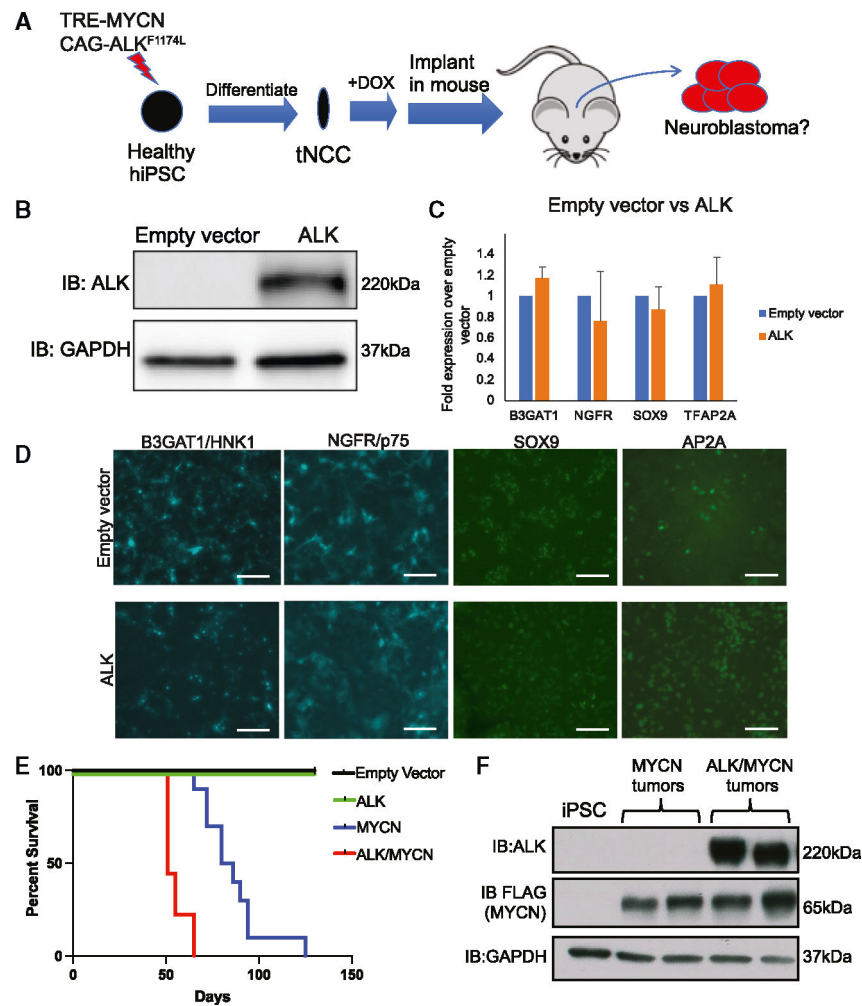 A
TRE-MYCN
CAG-ALKF1174L
Healthy
hiPSC
Differentiate
tNCC
+DOX
Implant
in mouse
Neuroblastoma?
B
Empty vector ALK
IB: ALK
220kDa
IB: GAPDH
37kDa
C
Empty vector vs ALK
Fold expression over empty
vector
1.4
1.2
1
0.8
0.6
0.4
0.2
0
B3GAT1 NGFR SOX9 TFAP2A
Empty vector
ALK
D
B3GAT1/HNK1 NGFR/p75 SOX9 AP2A
Empty vector
ALK
E
Percent Survival
100
50
0
0 50 100 150
Days
Empty Vector
ALK
MYCN
ALK/MYCN
F
iPSC
MYCN
tumors
ALK/MYCN
tumors
IB:ALK
220kDa
IB FLAG
(MYCN)
65kDa
IB:GAPDH
37kDa